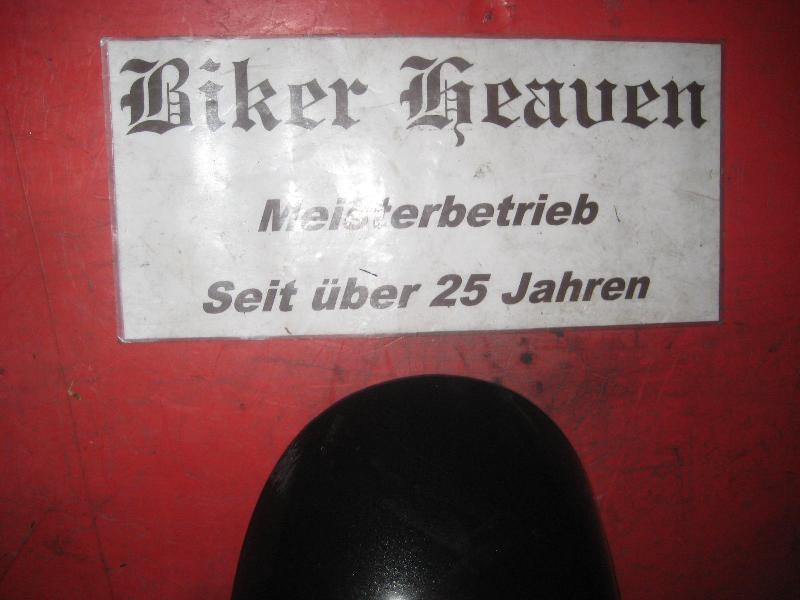 Biker Heaven
Meisterbetrieb
Seit über 25 Jahren